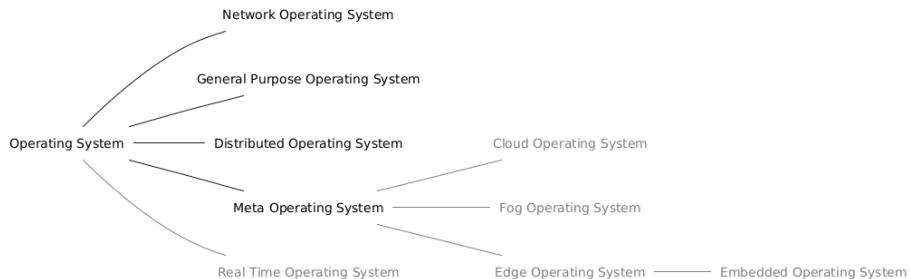 Network Operating System
General Purpose Operating System
Operating System
Distributed Operating System
Cloud Operating System
Meta Operating System
Fog Operating System
Real Time Operating System
Edge Operating System
Embedded Operating System